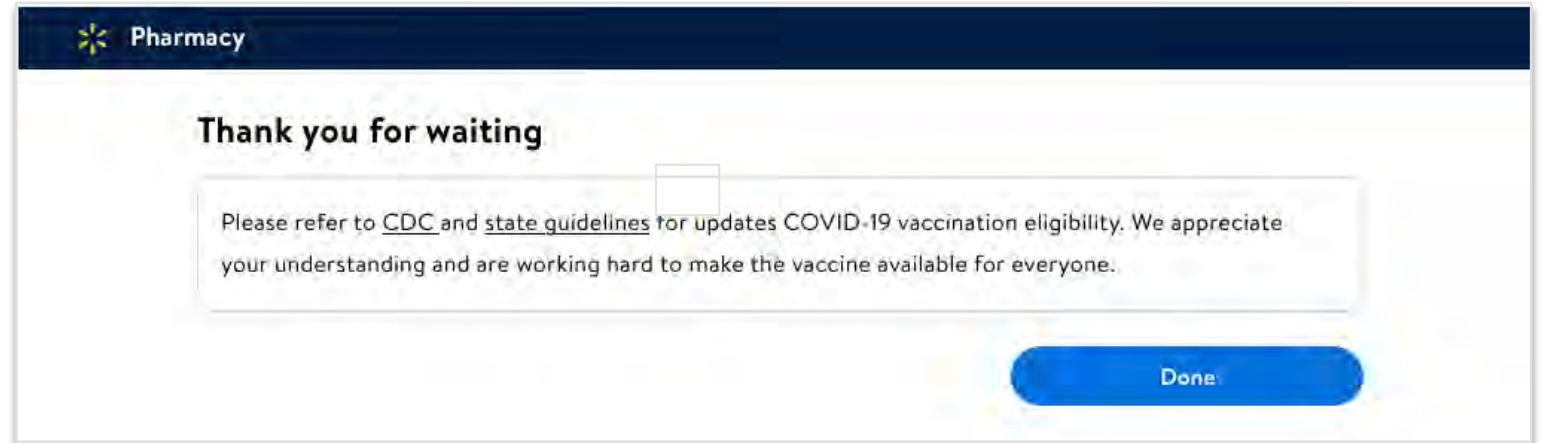 Pharmacy
Thank you for waiting
Please refer to CDC and state guidelines for updates COVID-19 vaccination eligibility. We appreciate
your understanding and are working hard to make the vaccine available for everyone.
Done